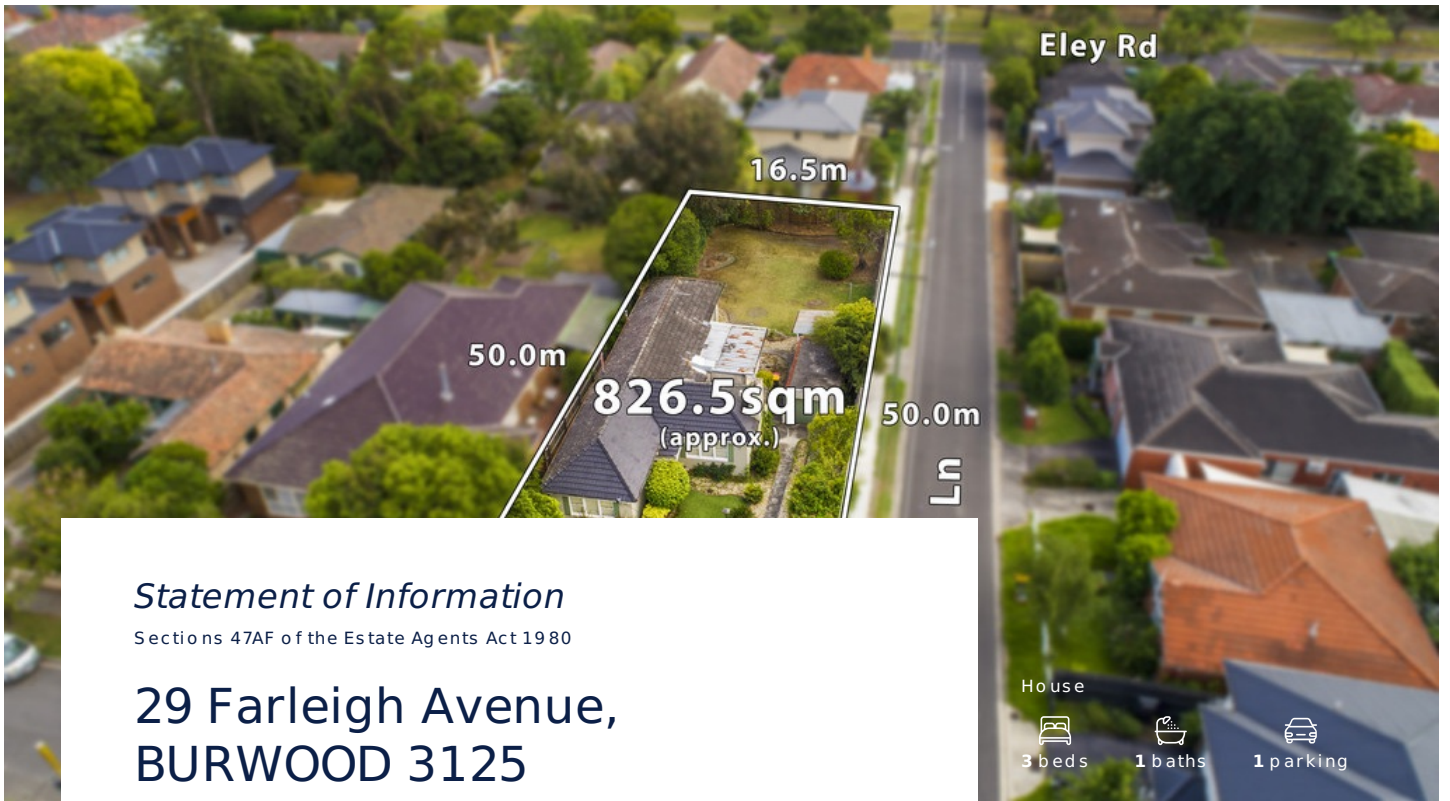 Eley Rd
16.5m
50.0m
826.5sqm
(approx.)
50.0m
Ln
Statement of Information
Sections 47AF of the Estate Agents Act 1980
29 Farleigh Avenue,
BURWOOD 3125
House
3 beds 1 baths 1 parking